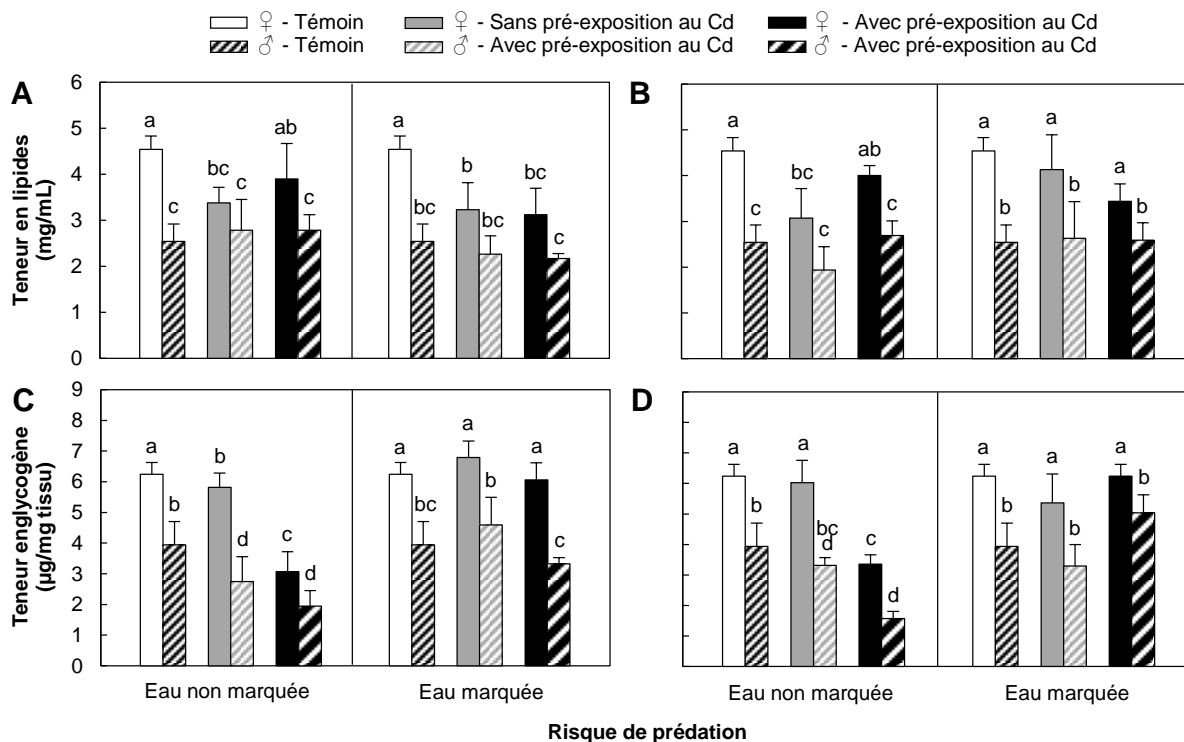 ♀ - Témoin ♀ - Sans pré-exposition au Cd ♀ - Avec pré-exposition au Cd
♂ - Témoin ♂ - Avec pré-exposition au Cd ♂ - Avec pré-exposition au Cd
A
B
Teneur en lipides
(mg/mL)
6
5
4
3
2
1
0
a c bc c ab c
a bc b bc bc c
a c bc c ab c
a b a b a b
C
D
Teneur englycogène
(µg/mg tissu)
9
8
7
6
5
4
3
2
1
0
a b b d c d
a bc a b a c
a b a bc d c d
a b a b a b
Eau non marquée Eau marquée Eau non marquée Eau marquée
Risque de prédation